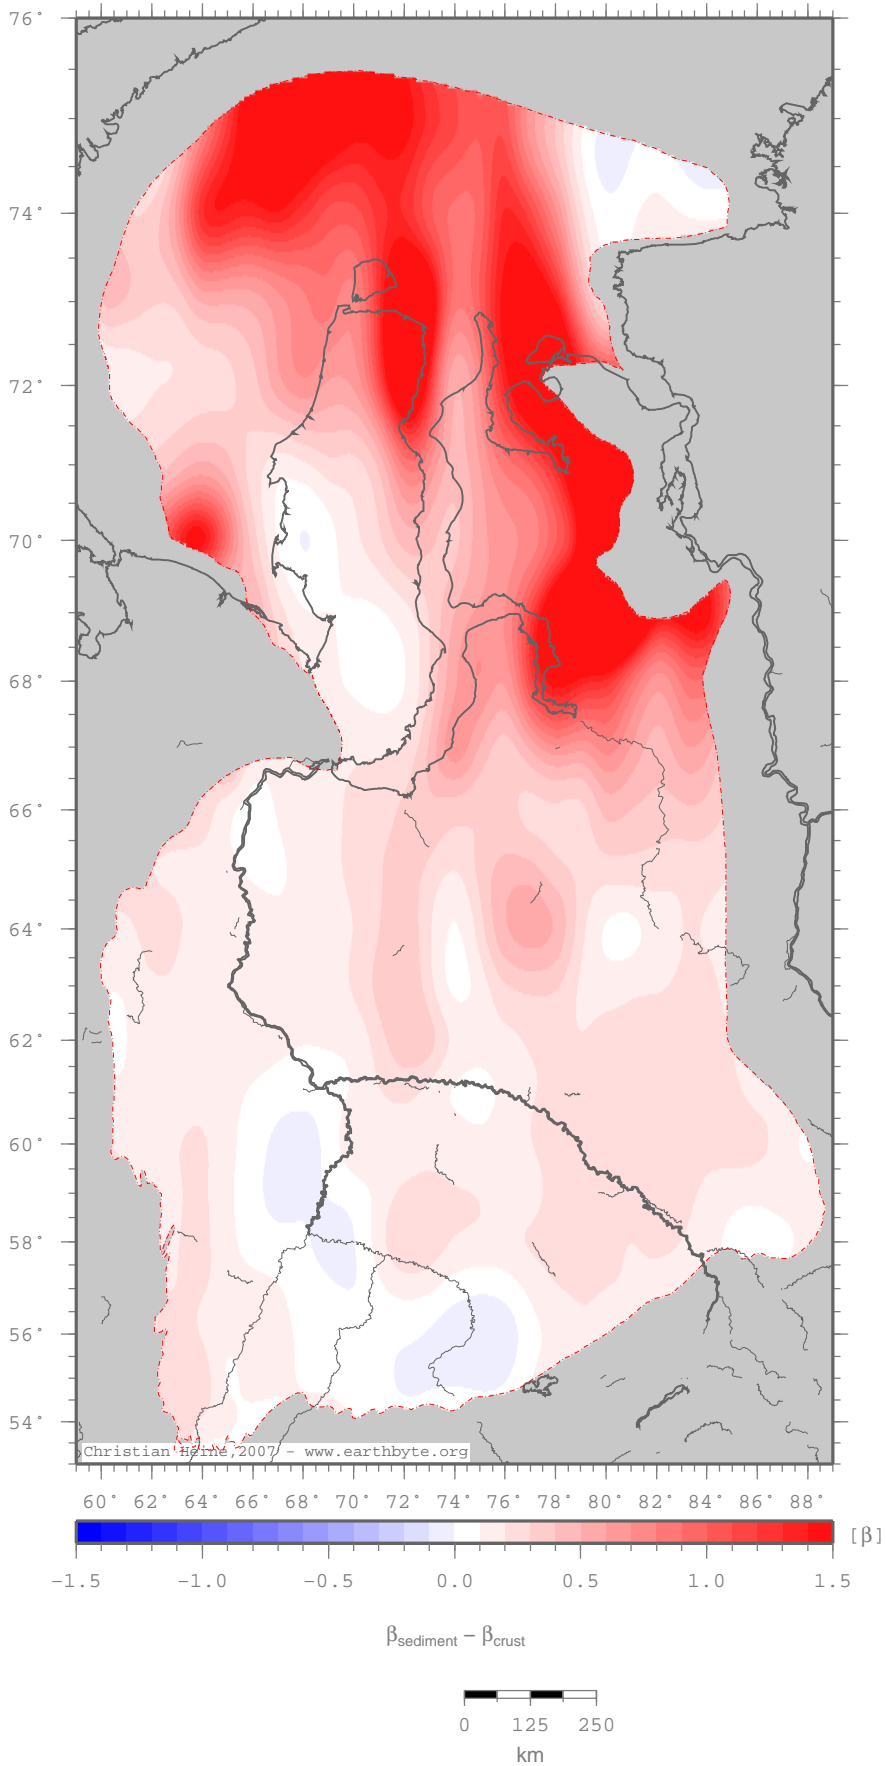 76°
74°
72°
70°
68°
66°
64°
62°
60°
58°
56°
54°
Christian Heine, 2007 - www.earthbyte.org
60° 62° 64° 66° 68° 70° 72° 74° 76° 78° 80° 82° 84° 86° 88°
[β]
-1.5 -1.0 -0.5 0.0 0.5 1.0 1.5
βsediment – βcrust
0 125 250
km